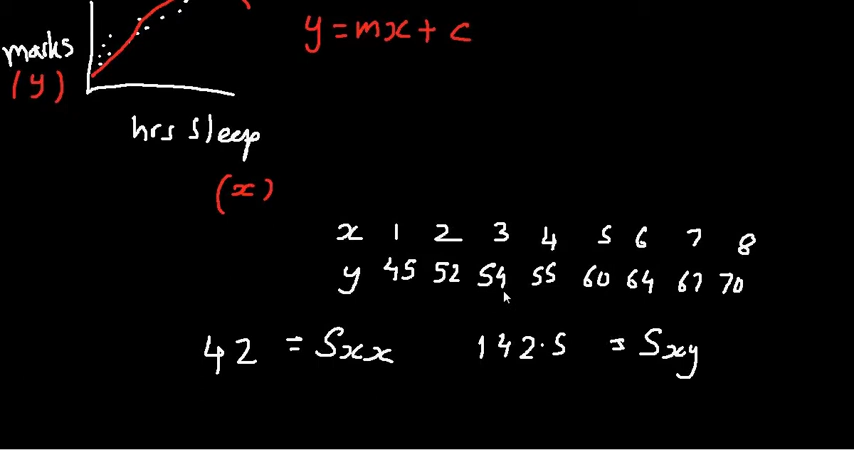 marks
(y)
y = mx + c
hrs sleep
(x)
x 1 2 3 4 5 6 7 8
y 45 52 54 55 60 64 67 70
42 = Sxx 142.5 = Sxy